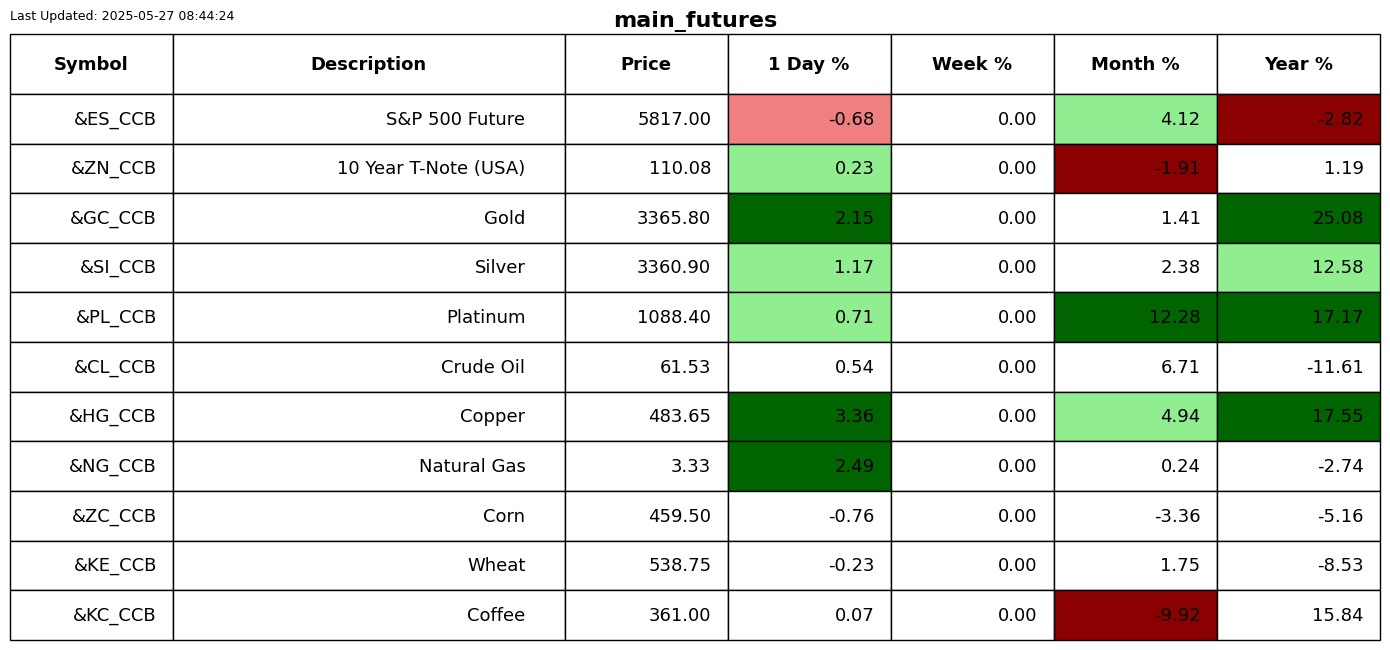 Last Updated: 2025-05-27 08:44:24
main_futures
Symbol Description Price 1 Day % Week % Month % Year %
&ES_CCB S&P 500 Future 5817.00 -0.68 0.00 4.12 -2.82
&ZN_CCB 10 Year T-Note (USA) 110.08 0.23 0.00 -1.91 1.19
&GC_CCB Gold 3365.80 2.15 0.00 1.41 25.08
&SI_CCB Silver 3360.90 1.17 0.00 2.38 12.58
&PL_CCB Platinum 1088.40 0.71 0.00 12.28 17.17
&CL_CCB Crude Oil 61.53 0.54 0.00 6.71 -11.61
&HG_CCB Copper 483.65 3.36 0.00 4.94 17.55
&NG_CCB Natural Gas 3.33 2.49 0.00 0.24 -2.74
&ZC_CCB Corn 459.50 -0.76 0.00 -3.36 -5.16
&KE_CCB Wheat 538.75 -0.23 0.00 1.75 -8.53
&KC_CCB Coffee 361.00 0.07 0.00 -9.92 15.84